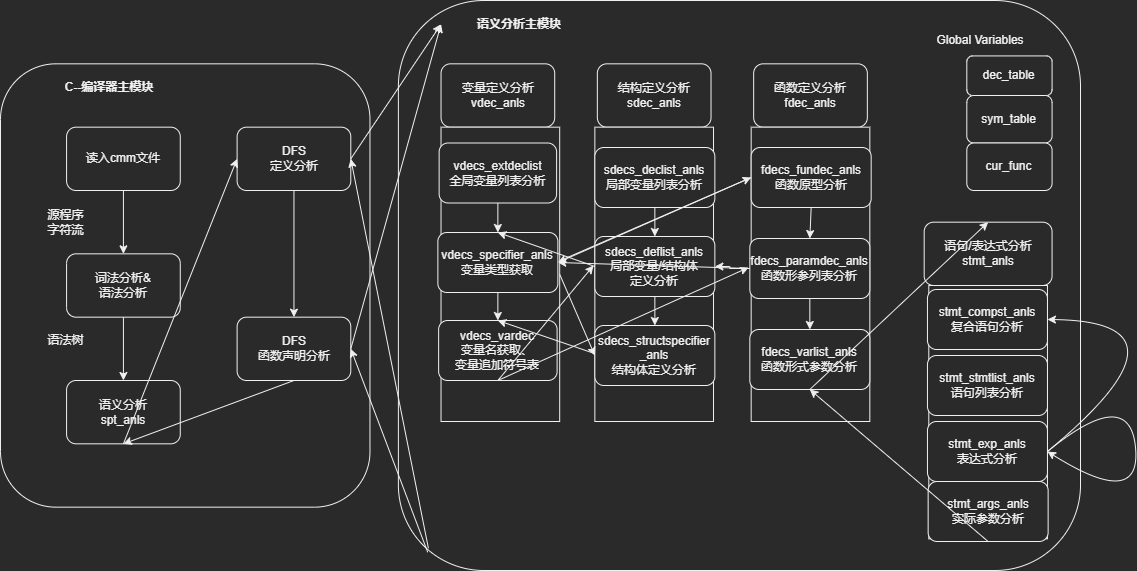 C--编译器主模块
读入cmm文件
源程序
字符流
词法分析&
语法分析
语法树
语义分析
spt_anls
DFS
定义分析
DFS
函数声明分析
语义分析主模块
变量定义分析
vdec_anls
vdecs_extdeclist
全局变量列表分析
vdecs_specifier_anls
变量类型获取
vdecs_vardec
变量名获取、
变量追加符号表
结构定义分析
sdec_anls
sdecs_declist_anls
局部变量列表分析
sdecs_deflist_anls
局部变量/结构体
定义分析
sdecs_structspecifier
_anls
结构体定义分析
函数定义分析
fdec_anls
fdecs_fundec_anls
函数原型分析
fdecs_paramdec_anls
函数形参列表分析
fdecs_varlist_anls
函数形式参数分析
Global Variables
dec_table
sym_table
cur_func
语句/表达式分析
stmt_anls
stmt_compst_anls
复合语句分析
stmt_stmtlist_anls
语句列表分析
stmt_exp_anls
表达式分析
stmt_args_anls
实际参数分析